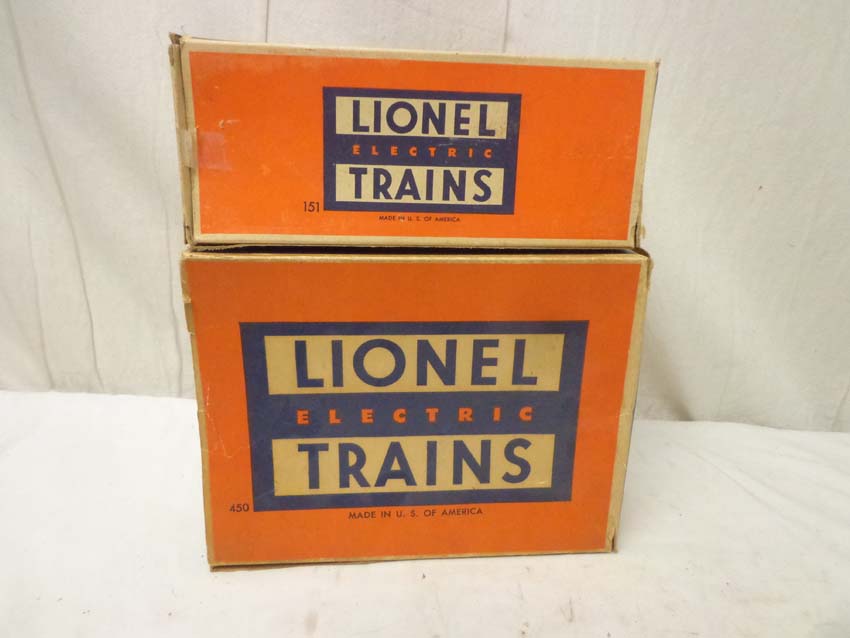 LIONEL
ELECTRIC
TRAINS
151
MADE IN U. S. OF AMERICA
LIONEL
ELECTRIC
TRAINS
450
MADE IN U. S. OF AMERICA